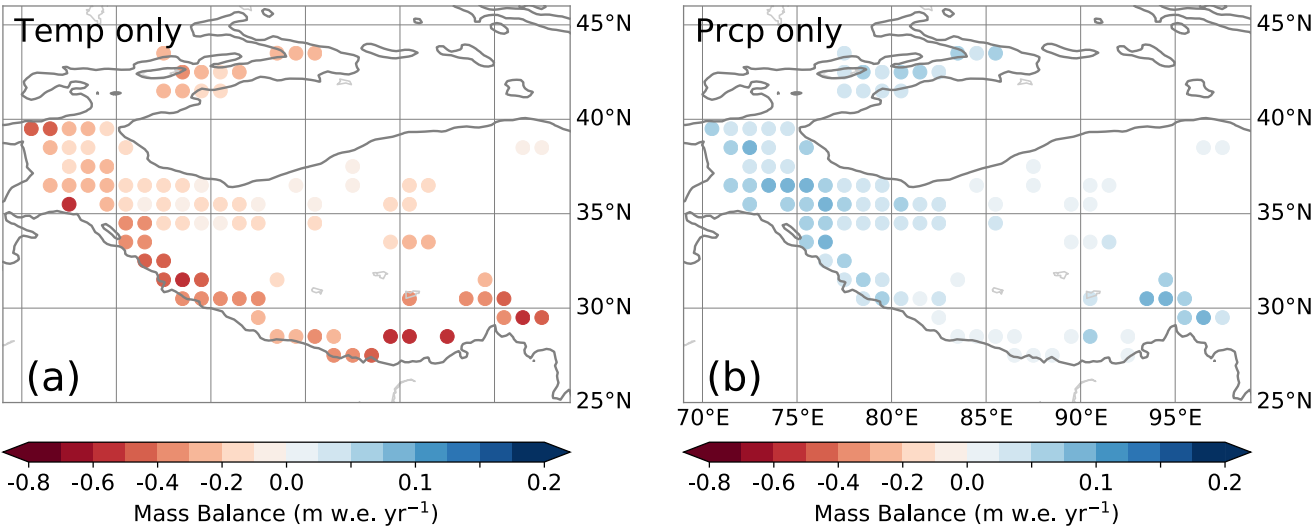 Temp only
45°N
40°N
35°N
30°N
25°N
(a)
-0.8 -0.6 -0.4 -0.2 0.0 0.1 0.2
Mass Balance (m w.e. yr⁻¹)
Prcp only
45°N
40°N
35°N
30°N
25°N
(b)
70°E 75°E 80°E 85°E 90°E 95°E
-0.8 -0.6 -0.4 -0.2 0.0 0.1 0.2
Mass Balance (m w.e. yr⁻¹)